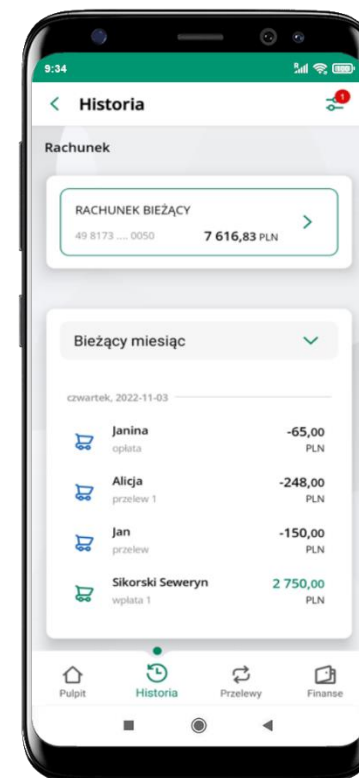 9:34
Historia
1
Rachunek
RACHUNEK BIEŻĄCY
49 8173 .... 0050 7 616,83 PLN
Bieżący miesiąc
czwartek, 2022-11-03
Janina -65,00
opłata PLN
Alicja -248,00
przelew 1 PLN
Jan -150,00
przelew PLN
Sikorski Seweryn 2 750,00
wpłata 1 PLN
Pulpit Historia Przelewy Finanse